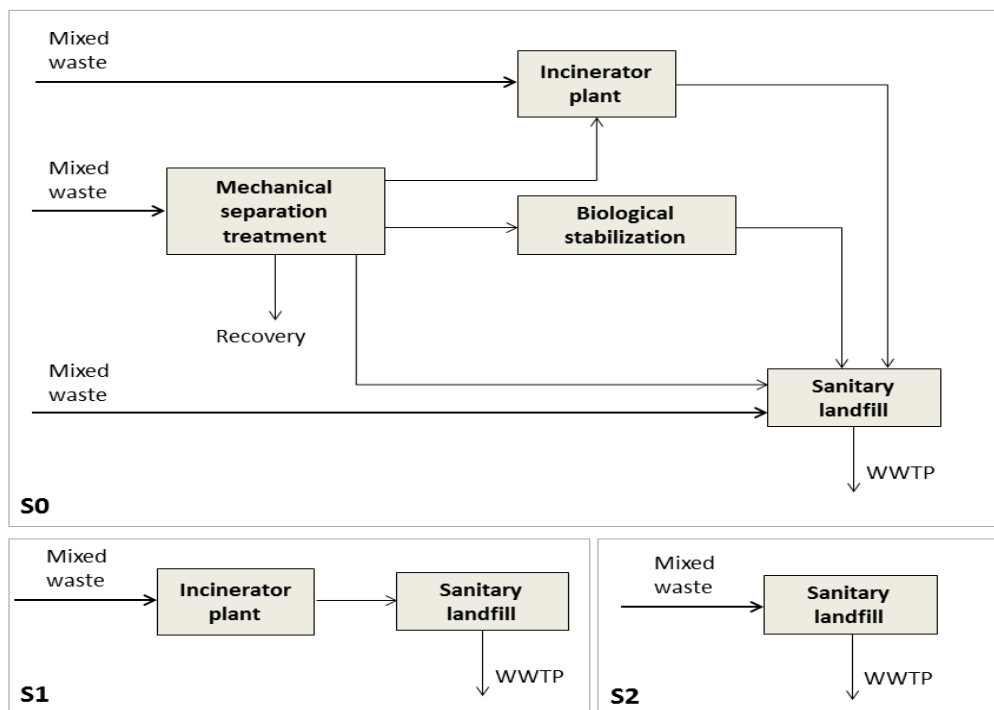 Mixed
waste
Incinerator
plant
Mixed
waste
Mechanical
separation
treatment
Biological
stabilization
Recovery
Mixed
waste
Sanitary
landfill
WWTP
S0
Mixed
waste
Incinerator
plant
Sanitary
landfill
WWTP
S1
Mixed
waste
Sanitary
landfill
WWTP
S2